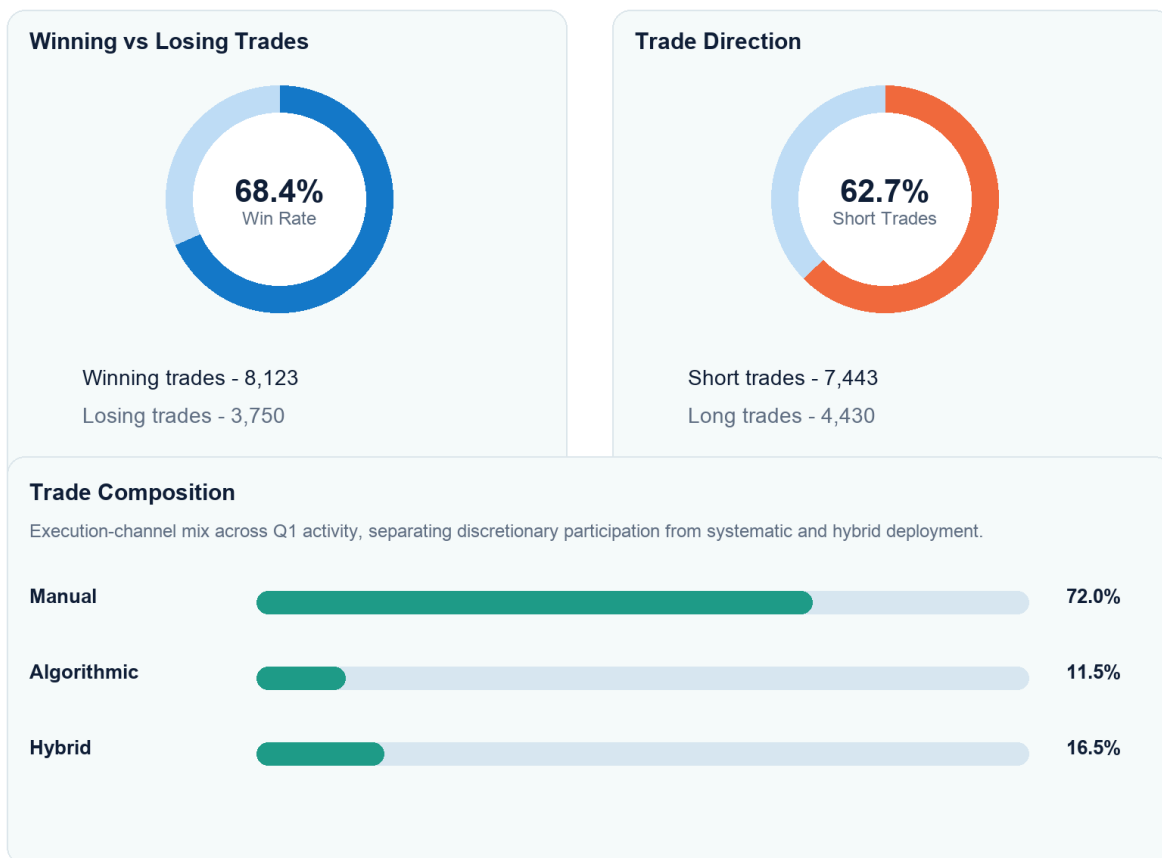 Winning vs Losing Trades
68.4%
Win Rate
Winning trades - 8,123
Losing trades - 3,750
Trade Direction
62.7%
Short Trades
Short trades - 7,443
Long trades - 4,430
Trade Composition
Execution-channel mix across Q1 activity, separating discretionary participation from systematic and hybrid deployment.
Manual 72.0%
Algorithmic 11.5%
Hybrid 16.5%